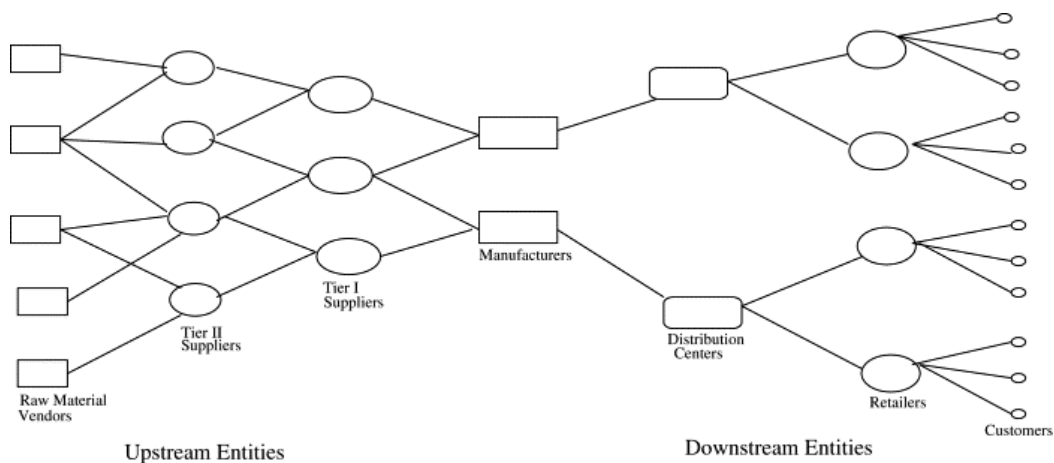 Manufacturers
Tier I
Suppliers
Tier II
Suppliers
Distribution
Centers
Raw Material
Vendors
Retailers
Customers
Upstream Entities
Downstream Entities